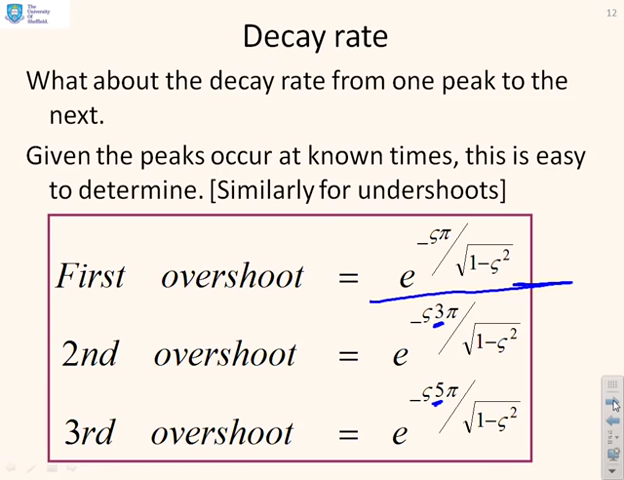 The
University
Of
Sheffield.
12
Decay rate
What about the decay rate from one peak to the
next.
Given the peaks occur at known times, this is easy
to determine. [Similarly for undershoots]
First overshoot = e^{-ςπ/√(1-ς²)}
2nd overshoot = e^{-ς3π/√(1-ς²)}
3rd overshoot = e^{-ς5π/√(1-ς²)}